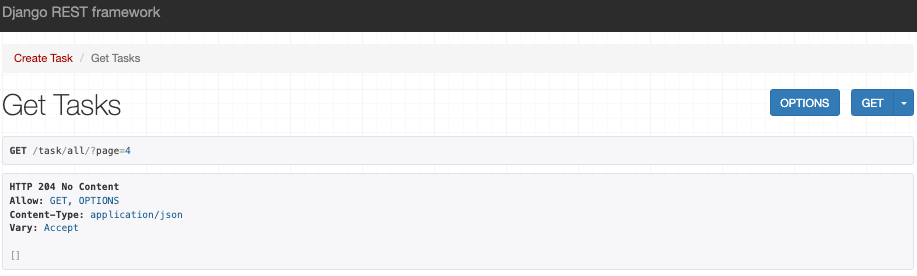 Django REST framework
Create Task / Get Tasks
Get Tasks
OPTIONS GET
GET /task/all/?page=4
HTTP 204 No Content
Allow: GET, OPTIONS
Content-Type: application/json
Vary: Accept
[]